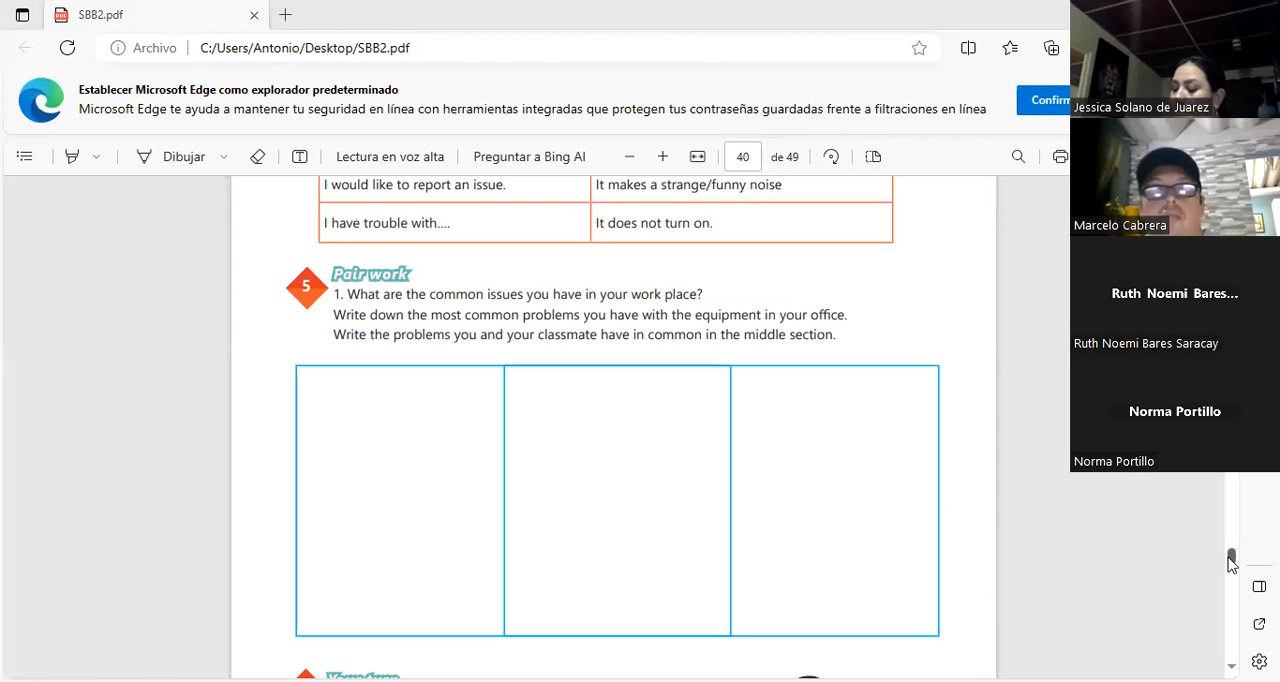 SBB2.pdf
Archivo
C:/Users/Antonio/Desktop/SBB2.pdf
Establecer Microsoft Edge como explorador predeterminado
Microsoft Edge te ayuda a mantener tu seguridad en línea con herramientas integradas que protegen tus contraseñas guardadas frente a filtraciones en línea
Confirm
Dibujar
Lectura en voz alta
Preguntar a Bing AI
40
de 49
I would like to report an issue.
It makes a strange/funny noise
I have trouble with....
It does not turn on.
5
Pair work
1. What are the common issues you have in your work place?
Write down the most common problems you have with the equipment in your office.
Write the problems you and your classmate have in common in the middle section.
Jessica Solano de Juarez
Marcelo Cabrera
Ruth Noemi Bares...
Ruth Noemi Bares Saracay
Norma Portillo
Norma Portillo